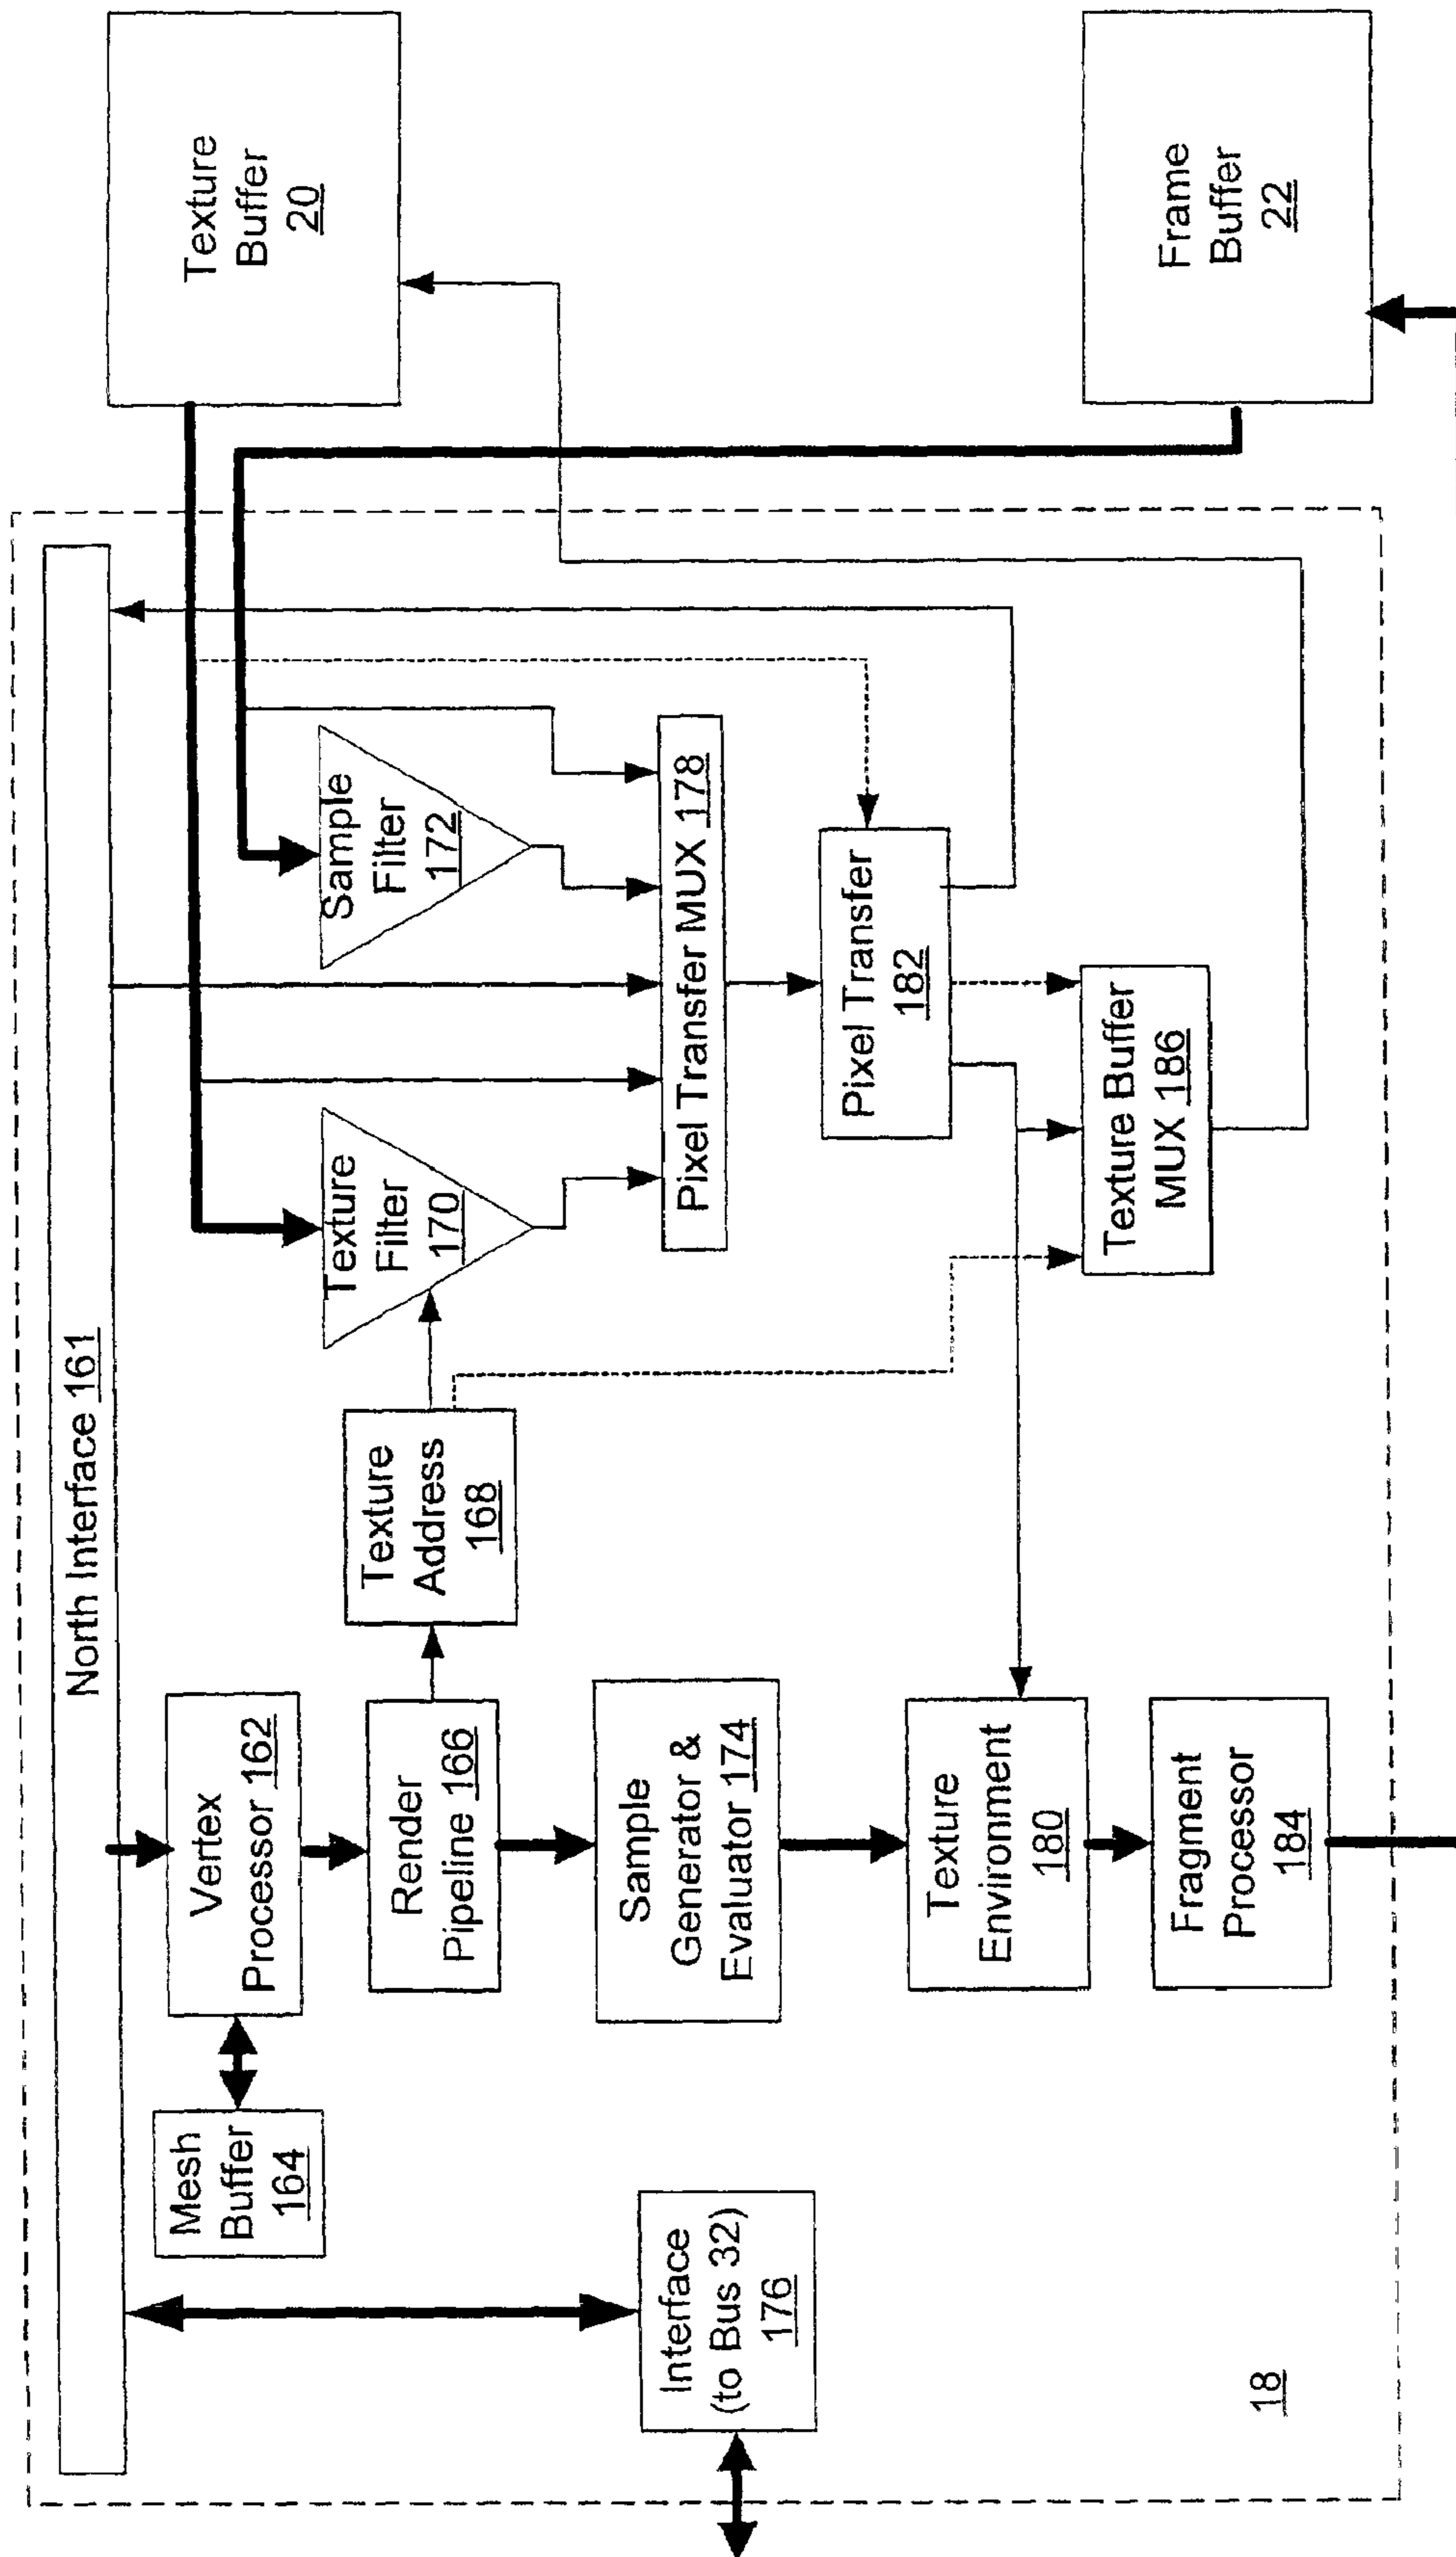 North Interface 161
Mesh
Buffer
164
Vertex
Processor 162
Render
Pipeline 166
Texture
Address
168
Texture
Filter
170
Sample
Filter
172
Texture
Buffer
20
Interface
(to Bus 32)
176
Sample
Generator &
Evaluator 174
Pixel Transfer MUX 178
Texture
Environment
180
Pixel Transfer
182
Fragment
Processor
184
Texture Buffer
MUX 186
Frame
Buffer
22
18